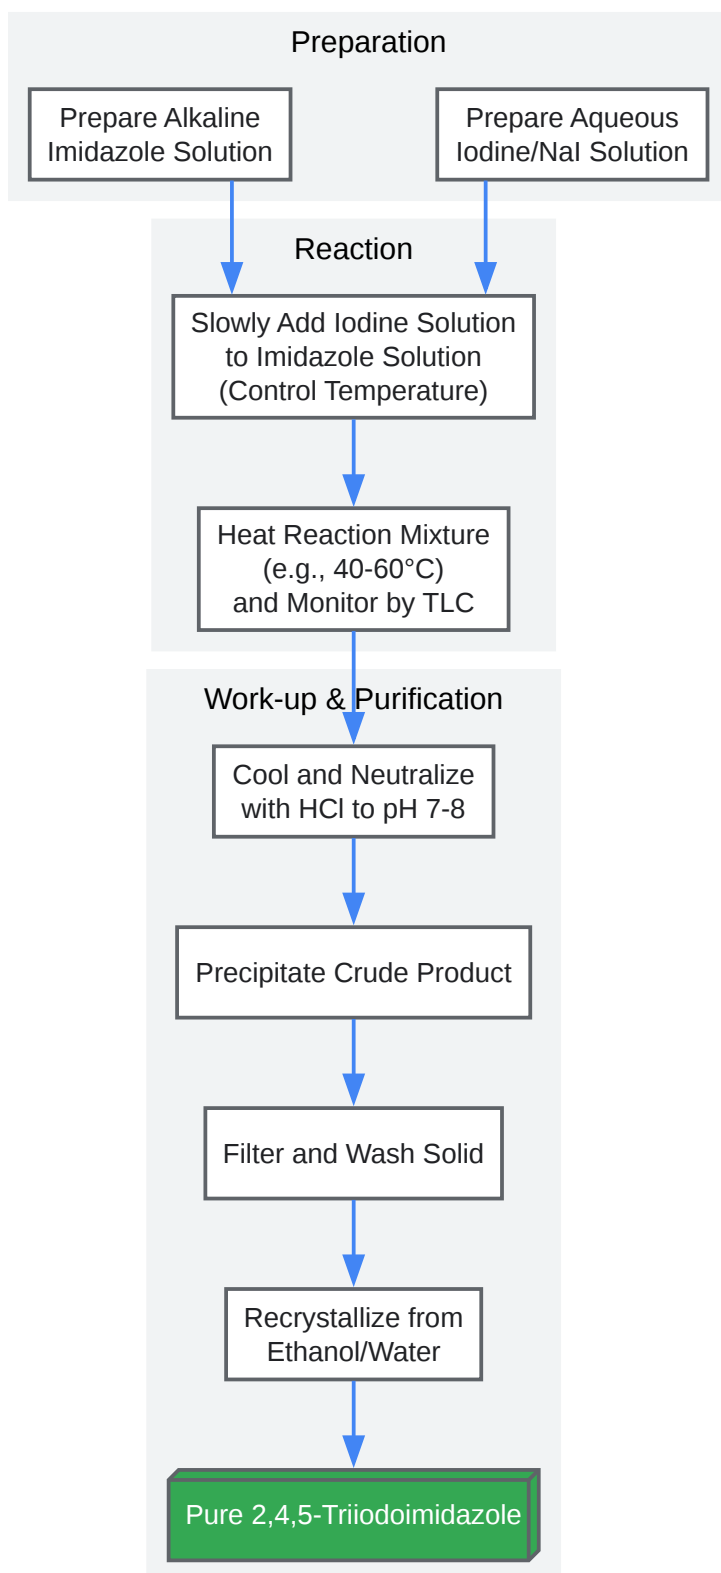 Preparation
Prepare Alkaline
Imidazole Solution
Prepare Aqueous
Iodine/NaI Solution
Reaction
Slowly Add Iodine Solution
to Imidazole Solution
(Control Temperature)
Heat Reaction Mixture
(e.g., 40-60°C)
and Monitor by TLC
Work-up & Purification
Cool and Neutralize
with HCl to pH 7-8
Precipitate Crude Product
Filter and Wash Solid
Recrystallize from
Ethanol/Water
Pure 2,4,5-Triiodoimidazole